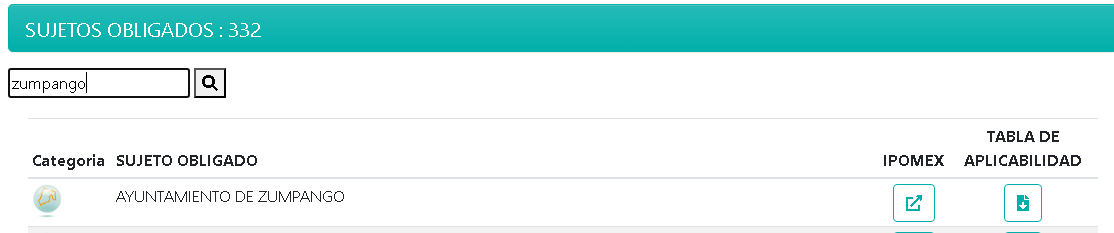 SUJETOS OBLIGADOS : 332
zumpango
Categoria SUJETO OBLIGADO IPOMEX TABLA DE
APLICABILIDAD
AYUNTAMIENTO DE ZUMPANGO